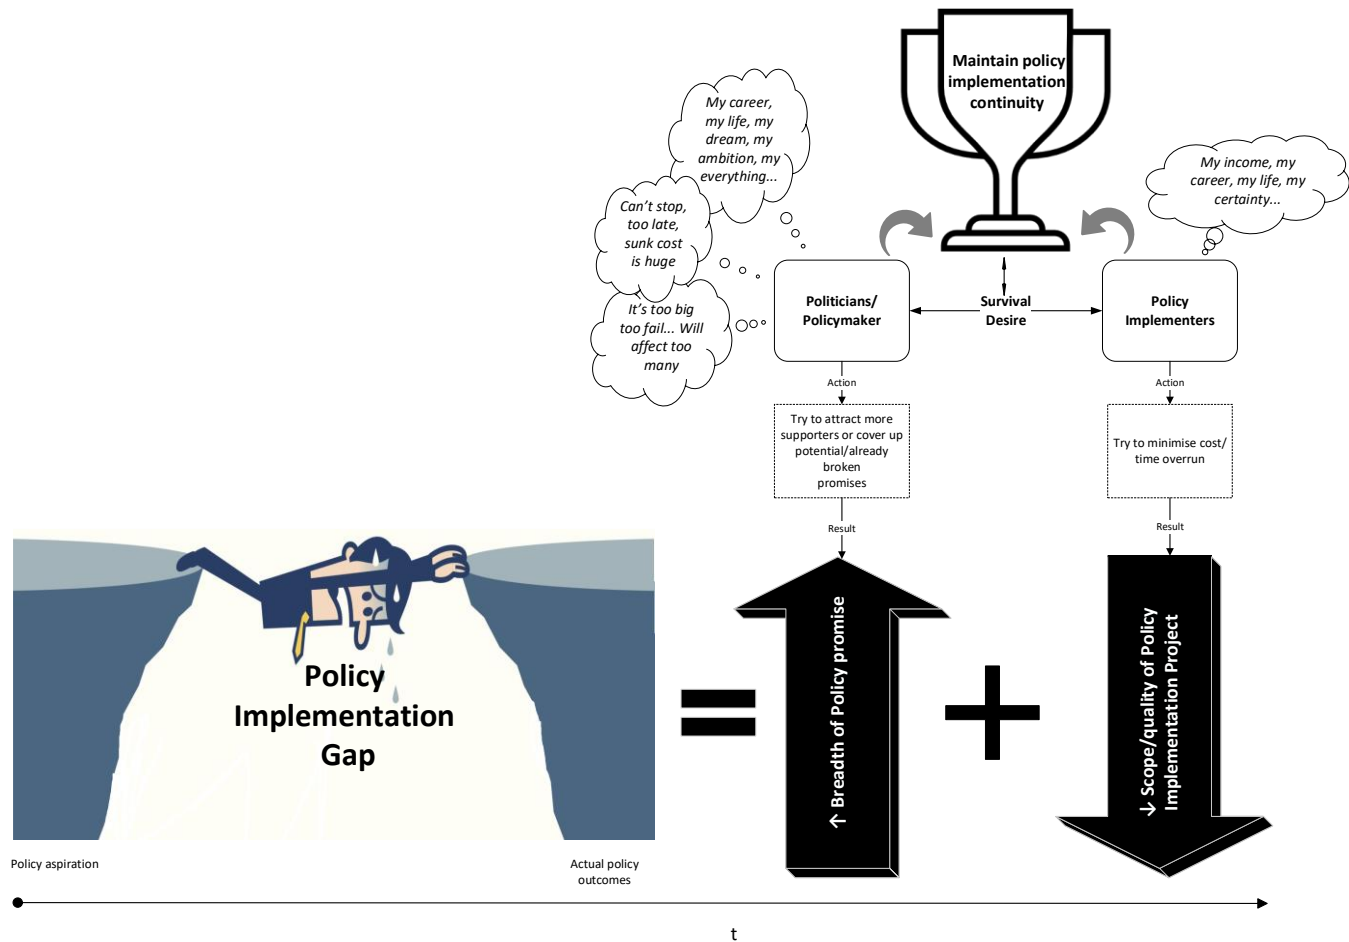 Maintain policy
implementation
continuity
My career,
my life, my
dream, my
ambition, my
everything...
Can't stop,
too late,
sunk cost
is huge
It's too big
too fail... Will
affect too
many
My income, my
career, my life, my
certainty...
Politicians/
Policymaker
Survival
Desire
Policy
Implementers
Action
Action
Try to attract more
supporters or cover up
potential/already
broken
promises
Try to minimise cost/
time overrun
Result
Result
Policy
Implementation
Gap
↑ Breadth of Policy promise
↓ Scope/quality of Policy
Implementation Project
Policy aspiration
Actual policy
outcomes
t